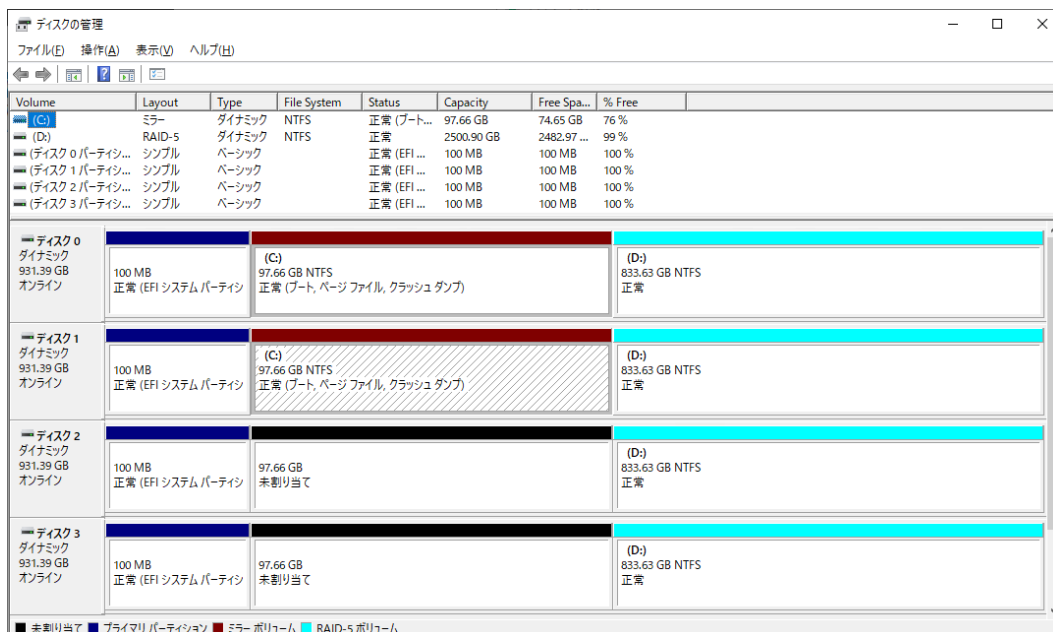 ディスクの管理
ファイル(F) 操作(A) 表示(V) ヘルプ(H)
Volume Layout Type File System Status Capacity Free Spa... % Free
(C:) ミラー ダイナミック NTFS 正常 (ブート... 97.66 GB 74.65 GB 76 %
(D:) RAID-5 ダイナミック NTFS 正常 2500.90 GB 2482.97 ... 99 %
(ディスク 0 パーティシ... シンプル ベーシック 正常 (EFI ... 100 MB 100 MB 100 %
(ディスク 1 パーティシ... シンプル ベーシック 正常 (EFI ... 100 MB 100 MB 100 %
(ディスク 2 パーティシ... シンプル ベーシック 正常 (EFI ... 100 MB 100 MB 100 %
(ディスク 3 パーティシ... シンプル ベーシック 正常 (EFI ... 100 MB 100 MB 100 %
ディスク 0
ダイナミック
931.39 GB
オンライン
100 MB
正常 (EFI システム パーティシ
(C:)
97.66 GB NTFS
正常 (ブート, ページ ファイル, クラッシュ ダンプ)
(D:)
833.63 GB NTFS
正常
ディスク 1
ダイナミック
931.39 GB
オンライン
100 MB
正常 (EFI システム パーティシ
(C:)
97.66 GB NTFS
正常 (ブート, ページ ファイル, クラッシュ ダンプ)
(D:)
833.63 GB NTFS
正常
ディスク 2
ダイナミック
931.39 GB
オンライン
100 MB
正常 (EFI システム パーティシ
97.66 GB
未割り当て
(D:)
833.63 GB NTFS
正常
ディスク 3
ダイナミック
931.39 GB
オンライン
100 MB
正常 (EFI システム パーティシ
97.66 GB
未割り当て
(D:)
833.63 GB NTFS
正常
未割り当て プライマリ パーティション ミラー ボリューム RAID-5 ボリューム